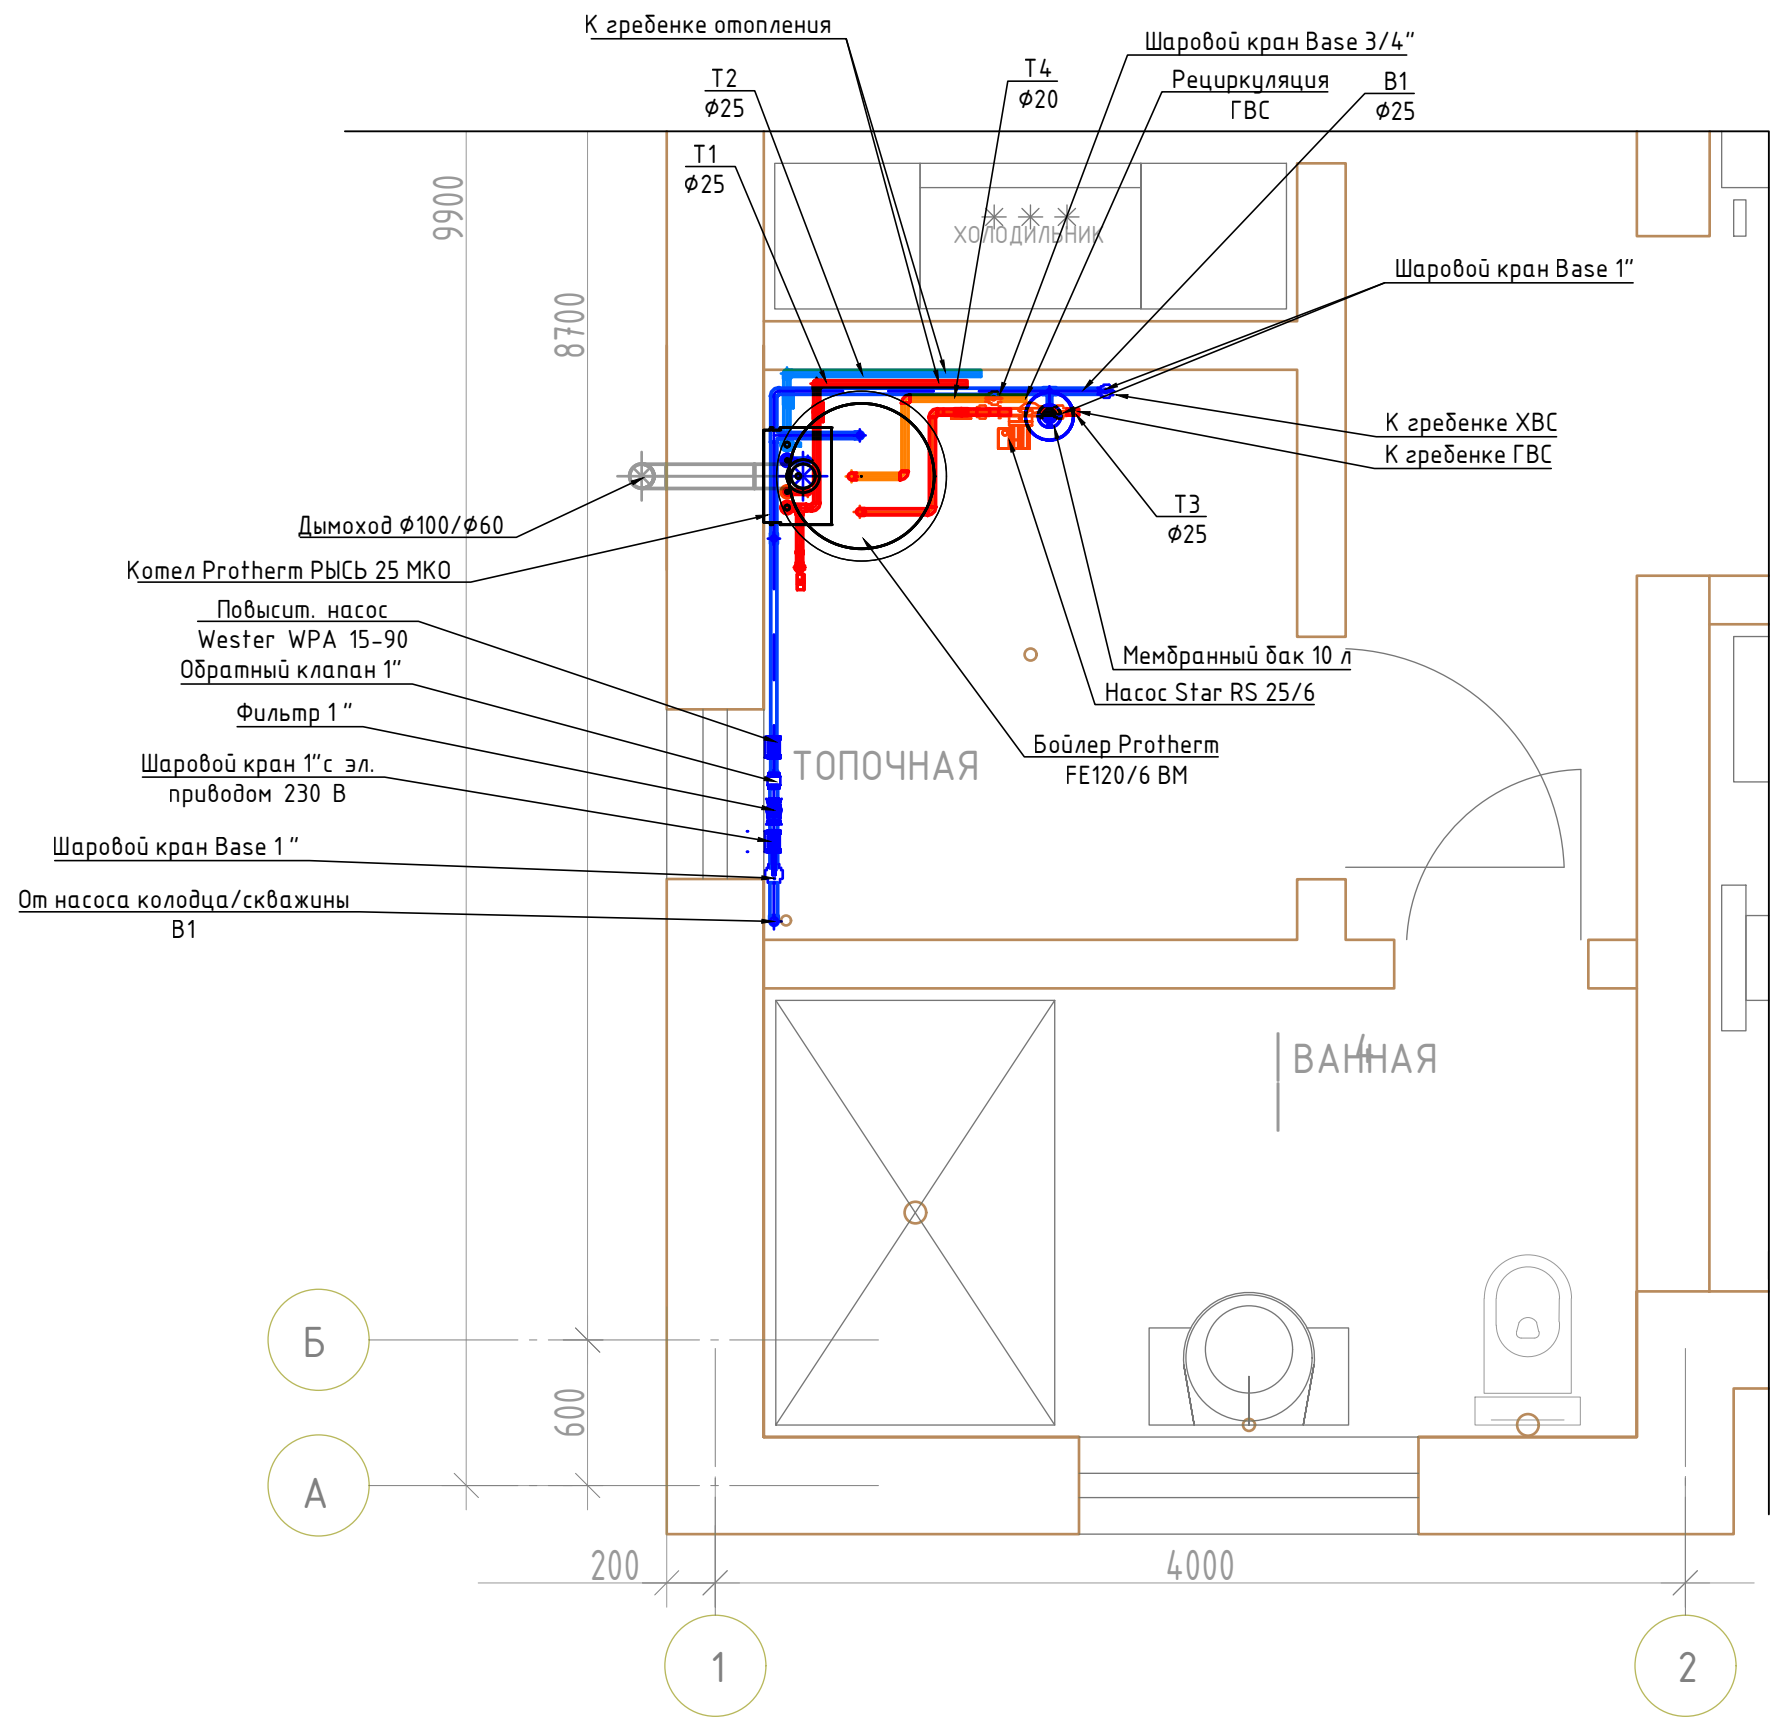 К гребенке отопления
Шаровой кран Base 3/4"
Т2
Ф25
Т4
Ф20
Рециркуляция
ГВС
В1
Ф25
Т1
Ф25
9900
8700
ХОЛОДИЛЬНИК
Шаровой кран Base 1"
К гребенке ХВС
К гребенке ГВС
Т3
Ф25
Дымоход Ф100/Ф60
Котел Protherm РЫСЬ 25 МКО
Повысит. насос
Wester WPA 15-90
Обратный клапан 1"
Фильтр 1"
Шаровой кран 1"с эл.
приводом 230 В
Шаровой кран Base 1"
От насоса колодца/скважины
В1
Мембранный бак 10 л
Насос Star RS 25/6
Бойлер Protherm
FE120/6 BM
ТОПОЧНАЯ
4
ВАННАЯ
Б
600
А
200
4000
1
2